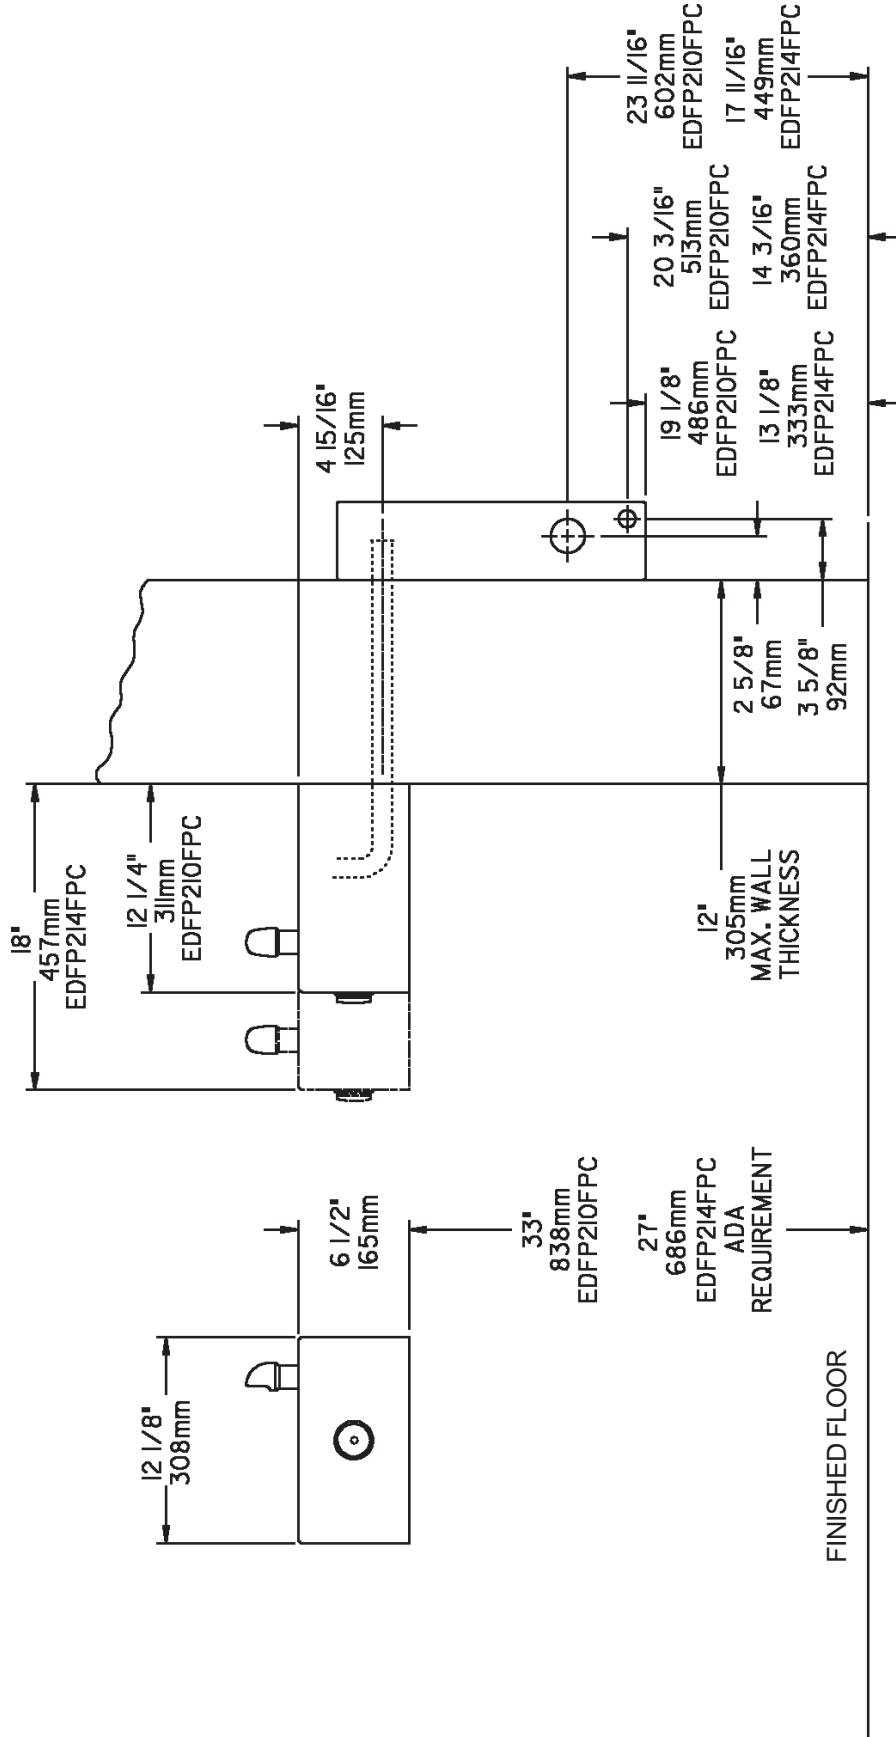 18"
457mm
EDFP214FPC
12 1/4"
311mm
EDFP210FPC
12 1/8"
308mm
6 1/2"
165mm
33"
838mm
EDFP210FPC
27"
686mm
EDFP214FPC
ADA
REQUIREMENT
FINISHED FLOOR
12"
305mm
MAX. WALL
THICKNESS
4 15/16"
125mm
2 5/8"
67mm
3 5/8"
92mm
19 1/8"
486mm
EDFP210FPC
13 1/8"
333mm
EDFP214FPC
20 3/16"
513mm
EDFP210FPC
14 3/16"
360mm
EDFP214FPC
23 11/16"
602mm
EDFP210FPC
17 11/16"
449mm
EDFP214FPC